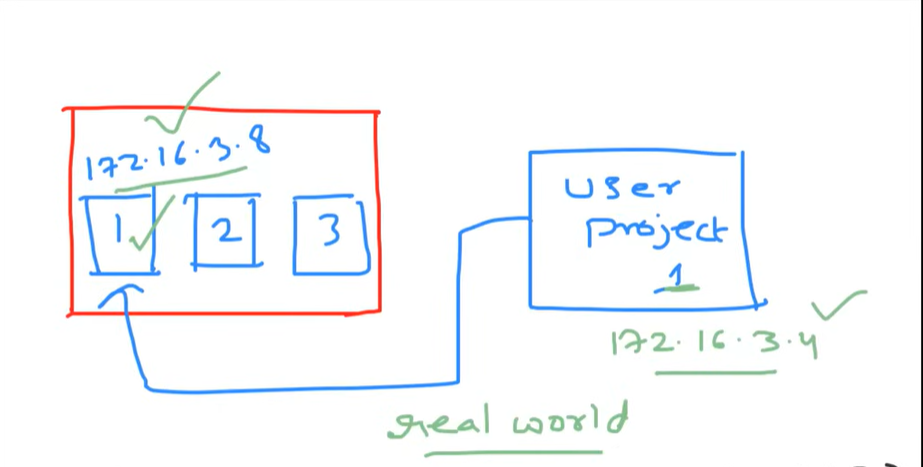 172.16.3.8
1
2
3
User
project
1
172.16.3.4
real world